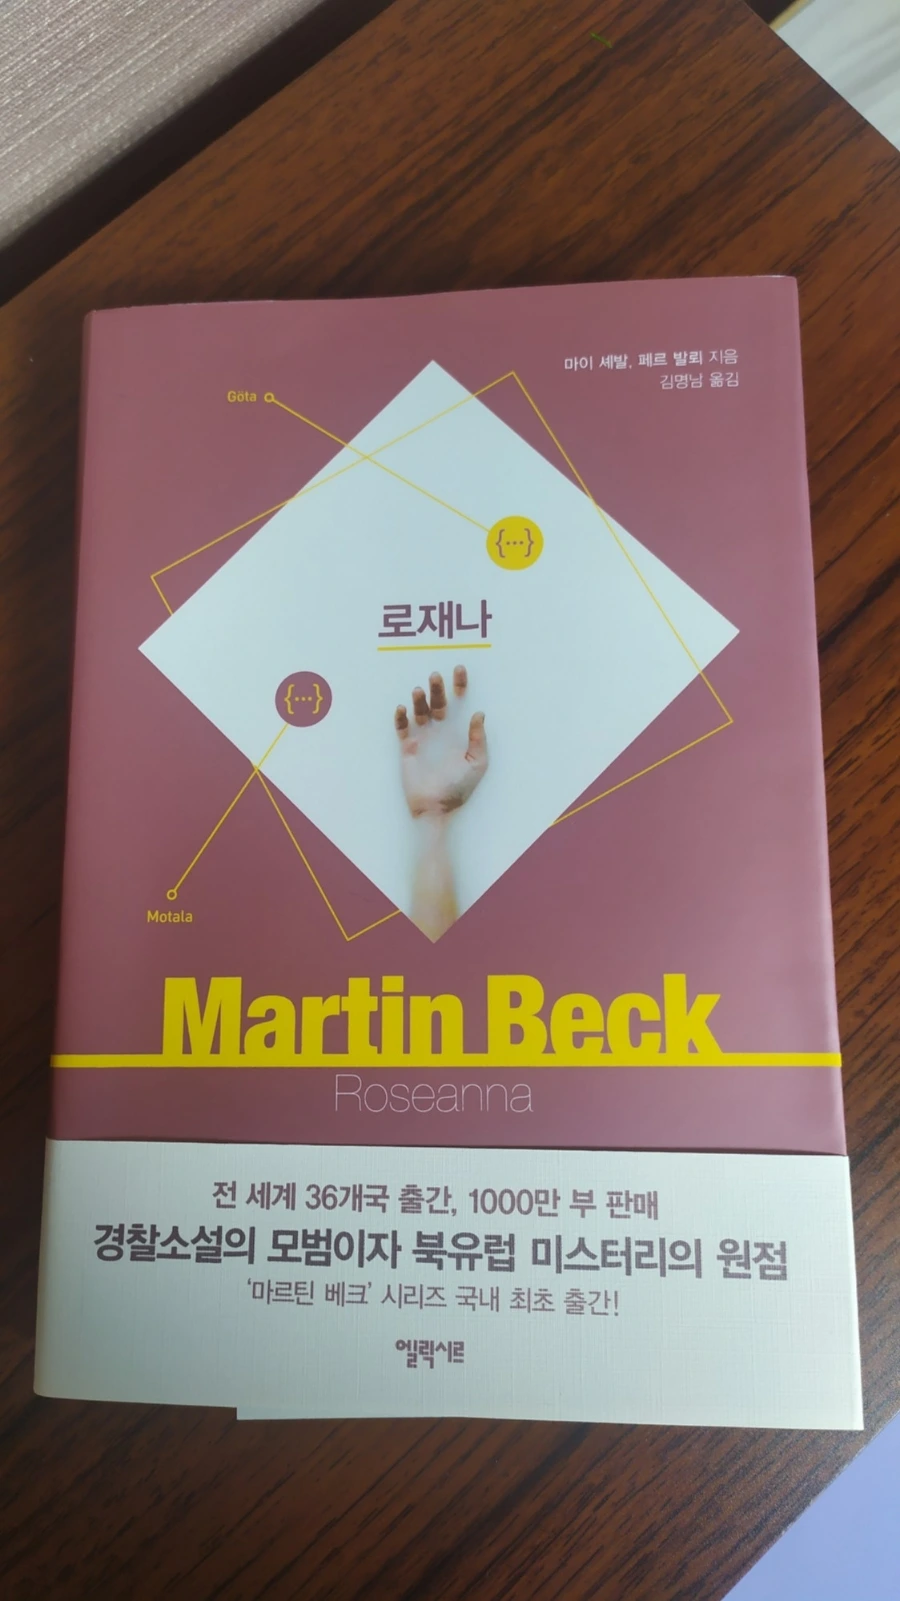 마이 셰발, 페르 발뢰 지음
김명남 옮김
Göta
{···}
로재나
{···}
Motala
Martin Beck
Roseanna
전 세계 36개국 출간, 1000만 부 판매
경찰소설의 모범이자 북유럽 미스터리의 원점
‘마르틴 베크’ 시리즈 국내 최초 출간!
엘릭시르